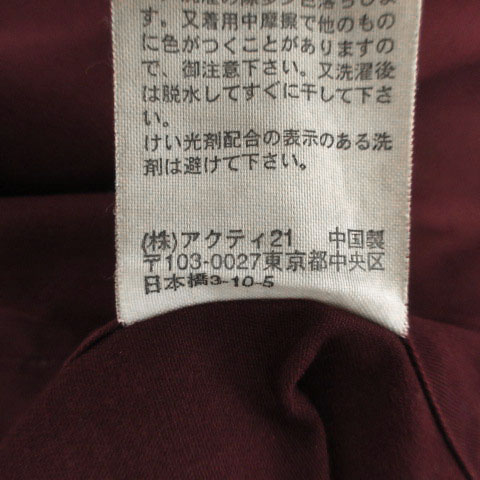 す。又着用中摩擦で他のもの
に色がつくことがありますの
で、御注意下さい。又洗濯後
は脱水してすぐに干して下さ
い。
けい光剤配合の表示のある洗
剤は避けて下さい。
(株)アクティ21 中国製
〒103-0027東京都中央区
日本橋3-10-5